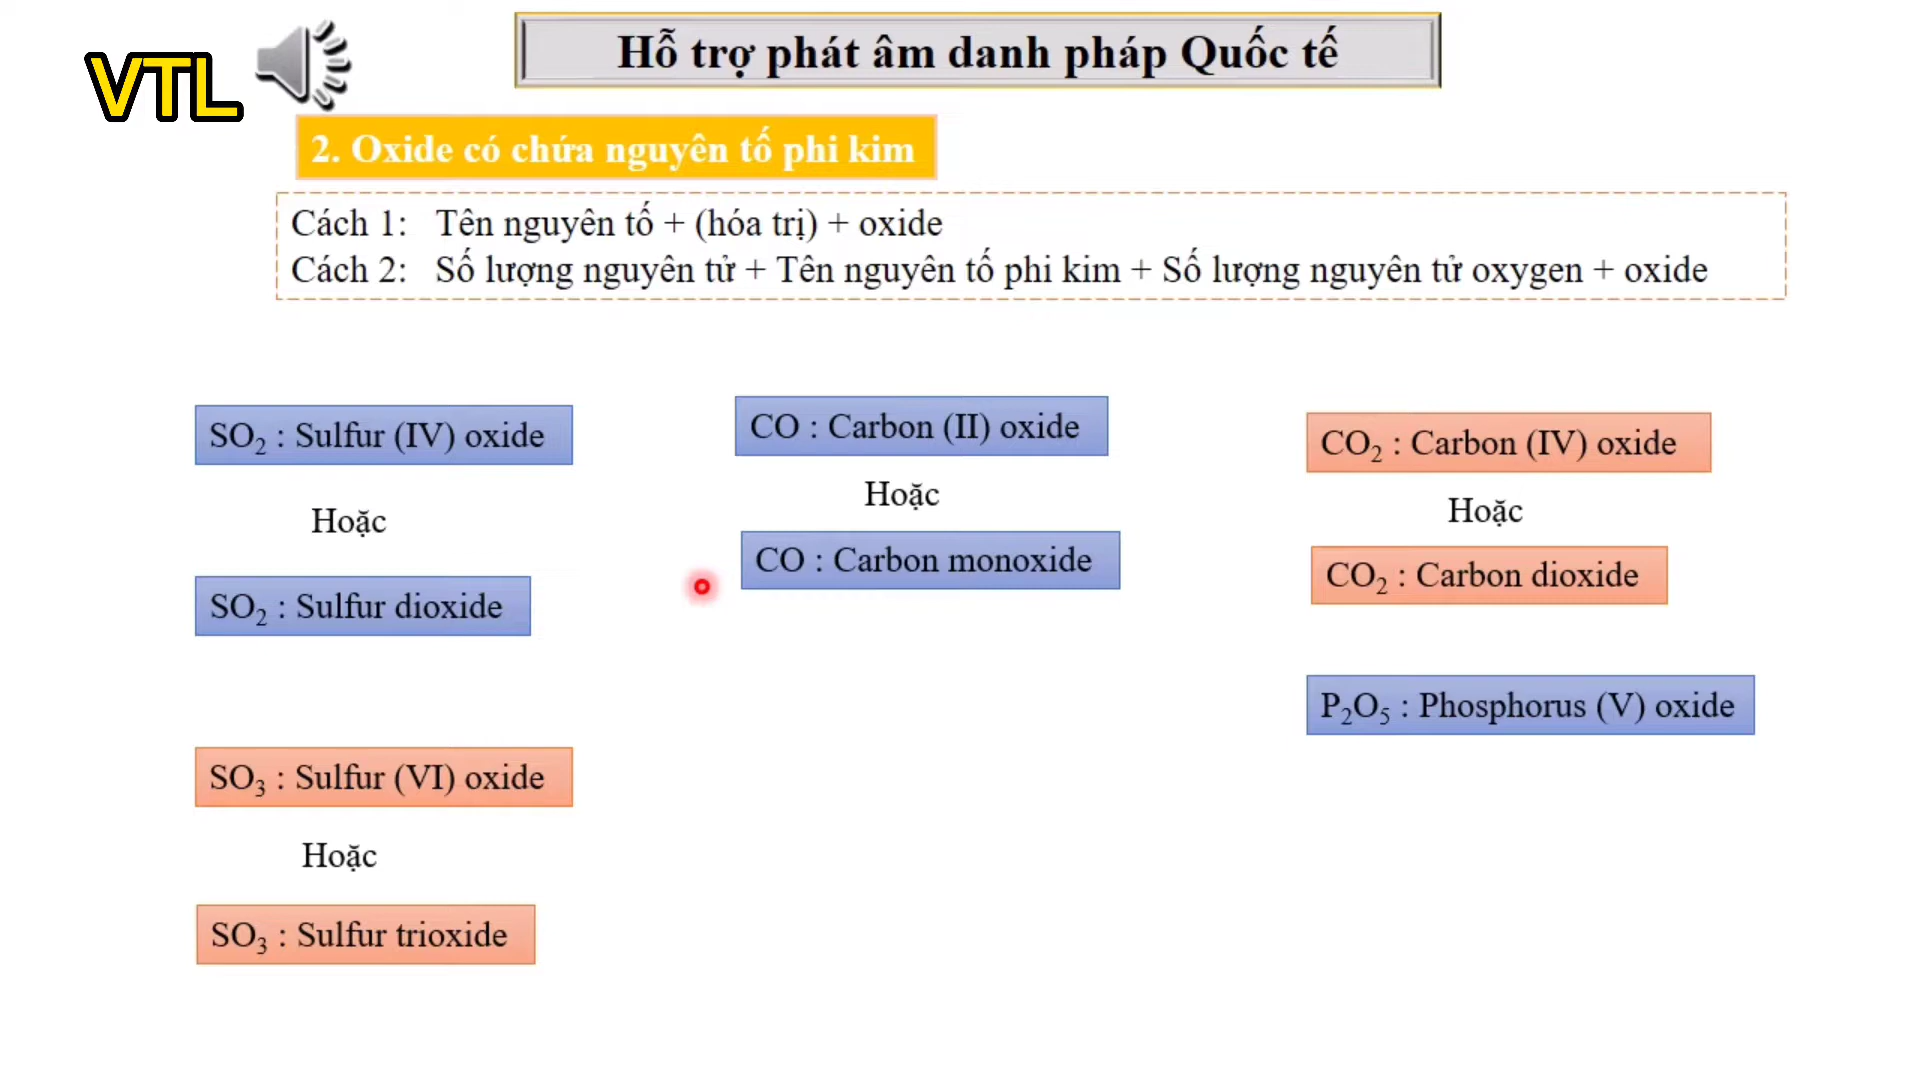 VTL
Hỗ trợ phát âm danh pháp Quốc tế
2. Oxide có chứa nguyên tố phi kim
Cách 1: Tên nguyên tố + (hóa trị) + oxide
Cách 2: Số lượng nguyên tử + Tên nguyên tố phi kim + Số lượng nguyên tử oxygen + oxide
SO₂ : Sulfur (IV) oxide
Hoặc
SO₂ : Sulfur dioxide
SO₃ : Sulfur (VI) oxide
Hoặc
SO₃ : Sulfur trioxide
CO : Carbon (II) oxide
Hoặc
CO : Carbon monoxide
CO₂ : Carbon (IV) oxide
Hoặc
CO₂ : Carbon dioxide
P₂O₅ : Phosphorus (V) oxide